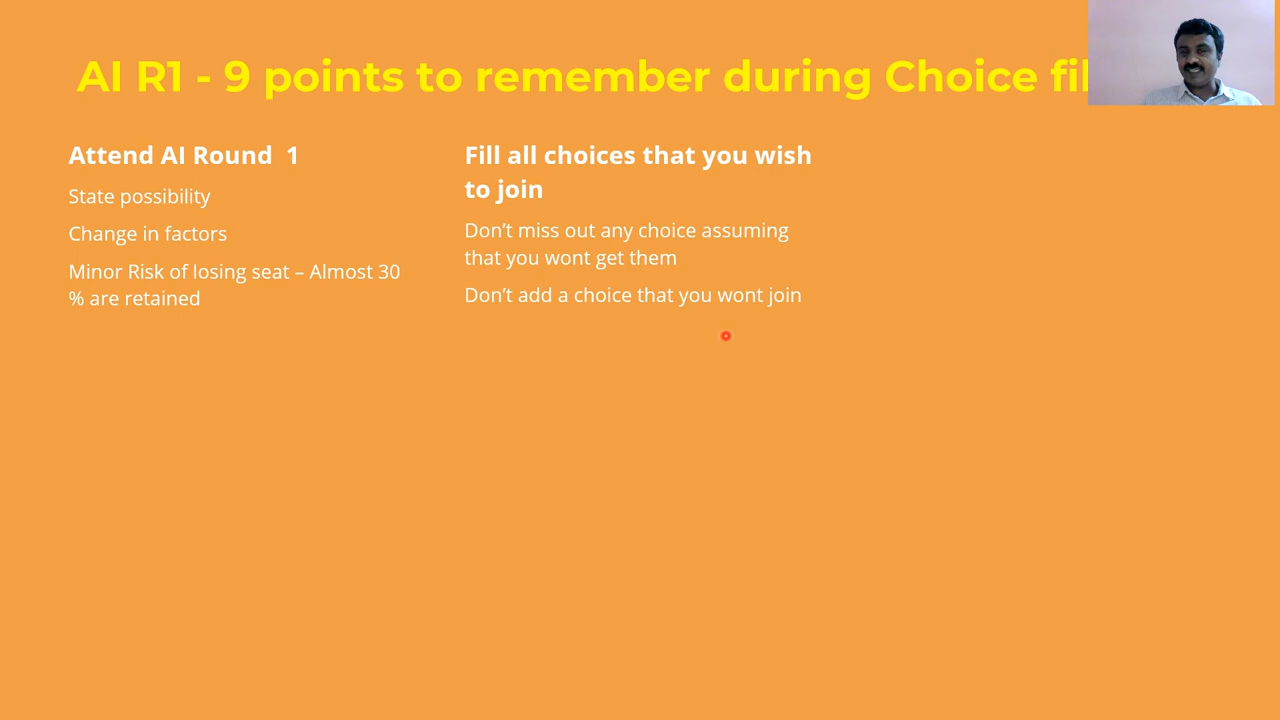 AI R1 - 9 points to remember during Choice fil
Attend AI Round 1
State possibility
Change in factors
Minor Risk of losing seat – Almost 30
% are retained
Fill all choices that you wish
to join
Don’t miss out any choice assuming
that you wont get them
Don’t add a choice that you wont join